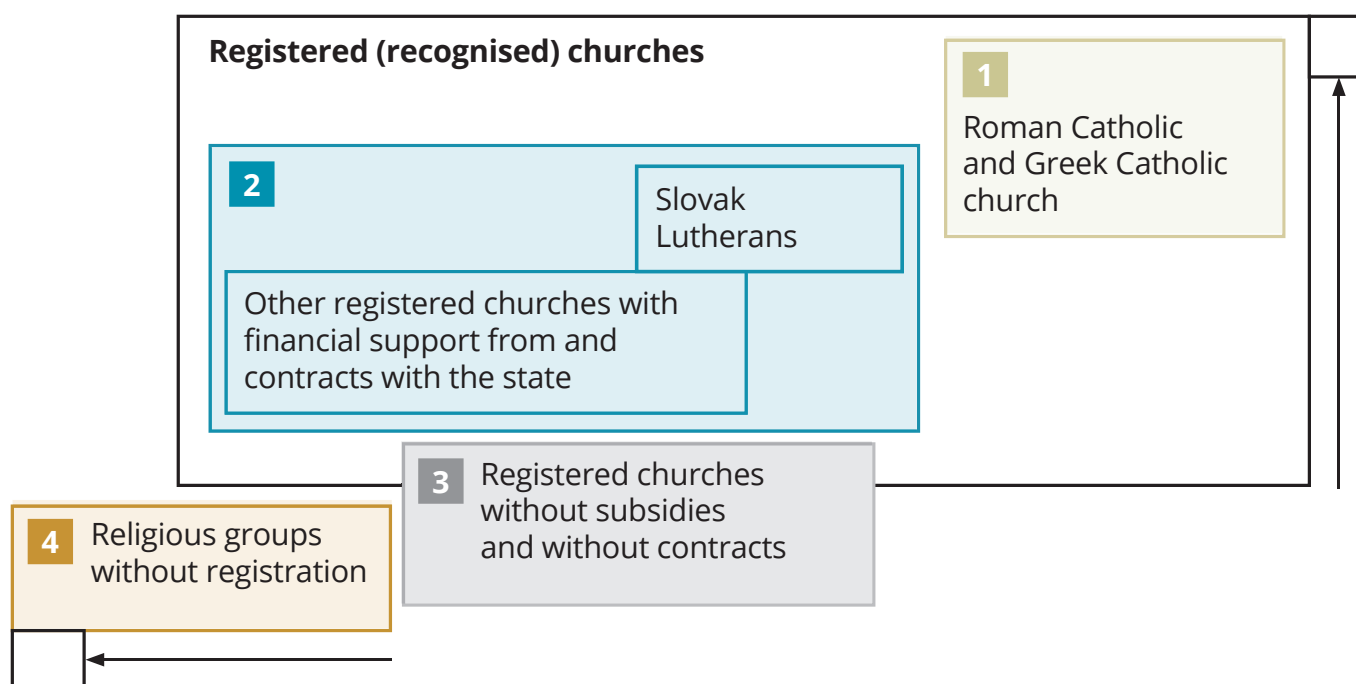 Registered (recognised) churches
1
Roman Catholic
and Greek Catholic
church
2
Slovak
Lutherans
Other registered churches with
financial support from and
contracts with the state
3
Registered churches
without subsidies
and without contracts
4
Religious groups
without registration